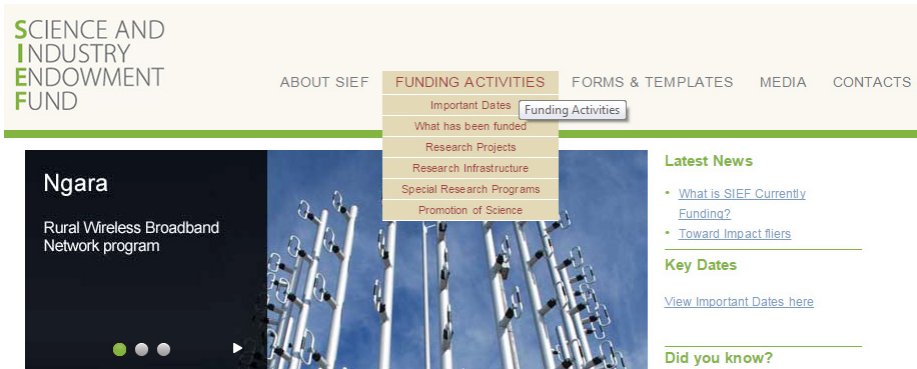 SCIENCE AND
INDUSTRY
ENDOWMENT
FUND
ABOUT SIEF
FUNDING ACTIVITIES
FORMS & TEMPLATES
MEDIA
CONTACTS
Important Dates
Funding Activities
What has been funded
Research Projects
Research Infrastructure
Special Research Programs
Promotion of Science
Ngara
Rural Wireless Broadband
Network program
Latest News
What is SIEF Currently
Funding?
Toward Impact fliers
Key Dates
View Important Dates here
Did you know?